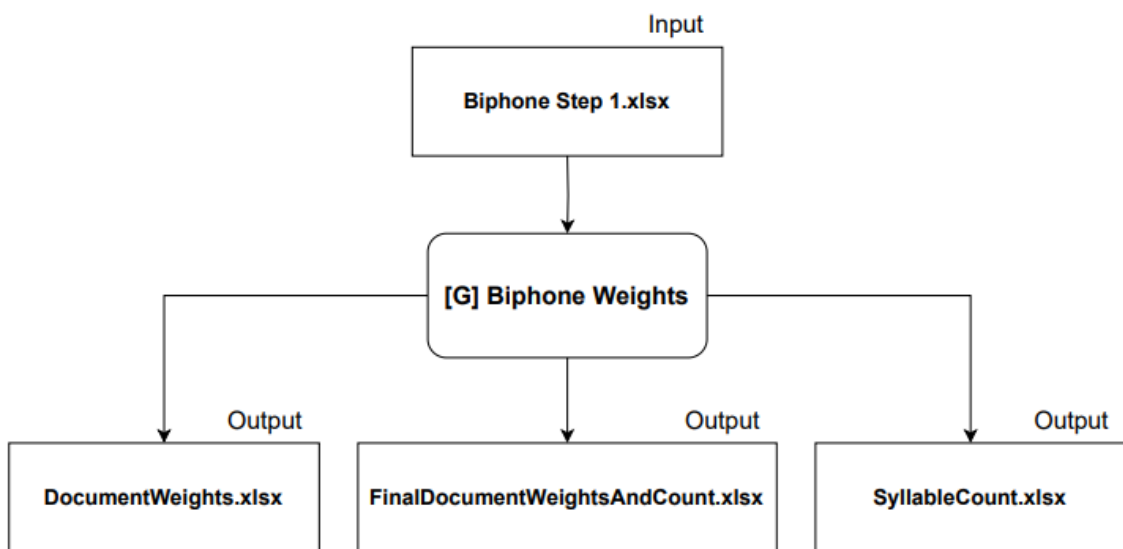 Input
Biphone Step 1.xlsx
[G] Biphone Weights
Output
Output
Output
DocumentWeights.xlsx
FinalDocumentWeightsAndCount.xlsx
SyllableCount.xlsx